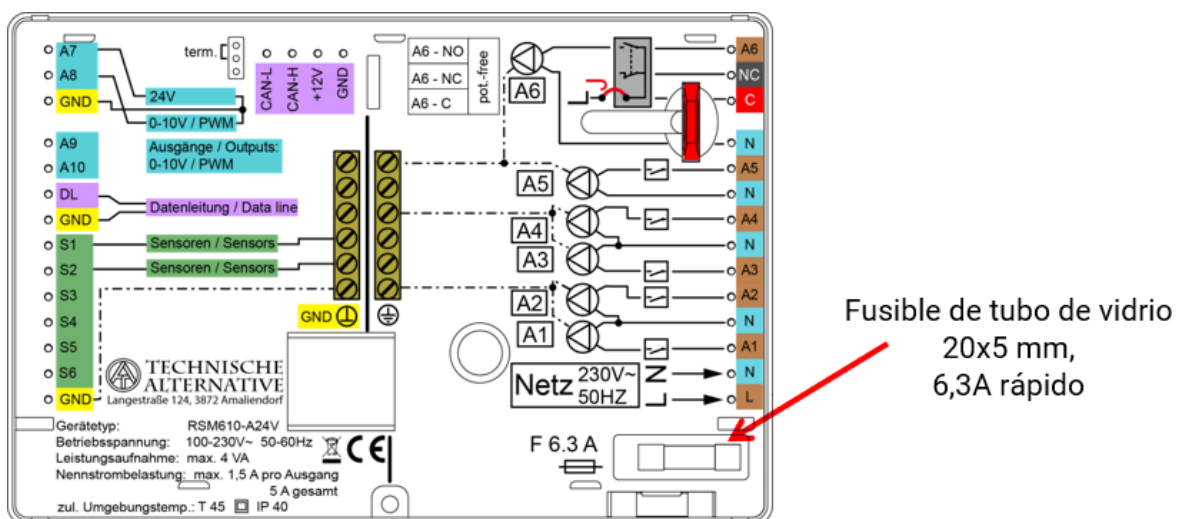 A7
A8
GND
24V
0-10V / PWM
A9
A10
Ausgänge / Outputs:
0-10V / PWM
DL
GND
Datenleitung / Data line
S1
Sensoren / Sensors
S2
Sensoren / Sensors
S3
S4
S5
S6
GND
term.
CAN-L
CAN-H
+12V
GND
A6 - NO
A6 - NC
A6 - C
pot.-free
A6
A5
A4
A3
A2
A1
GND
A6
NC
C
N
A5
N
A4
N
A3
A2
N
A1
N
L
Netz 230V~
50HZ
N
L
TECHNISCHE
ALTERNATIVE
Langestraße 124, 3872 Amaliendorf
Gerätetyp: RSM610-A24V
Betriebsspannung: 100-230V~ 50-60Hz
Leistungsaufnahme: max. 4 VA
Nennstrombelastung: max. 1,5 A pro Ausgang
5 A gesamt
zul. Umgebungstemp.: T 45 IP 40
CE
F 6.3 A
Fusible de tubo de vidrio
20x5 mm,
6,3A rápido